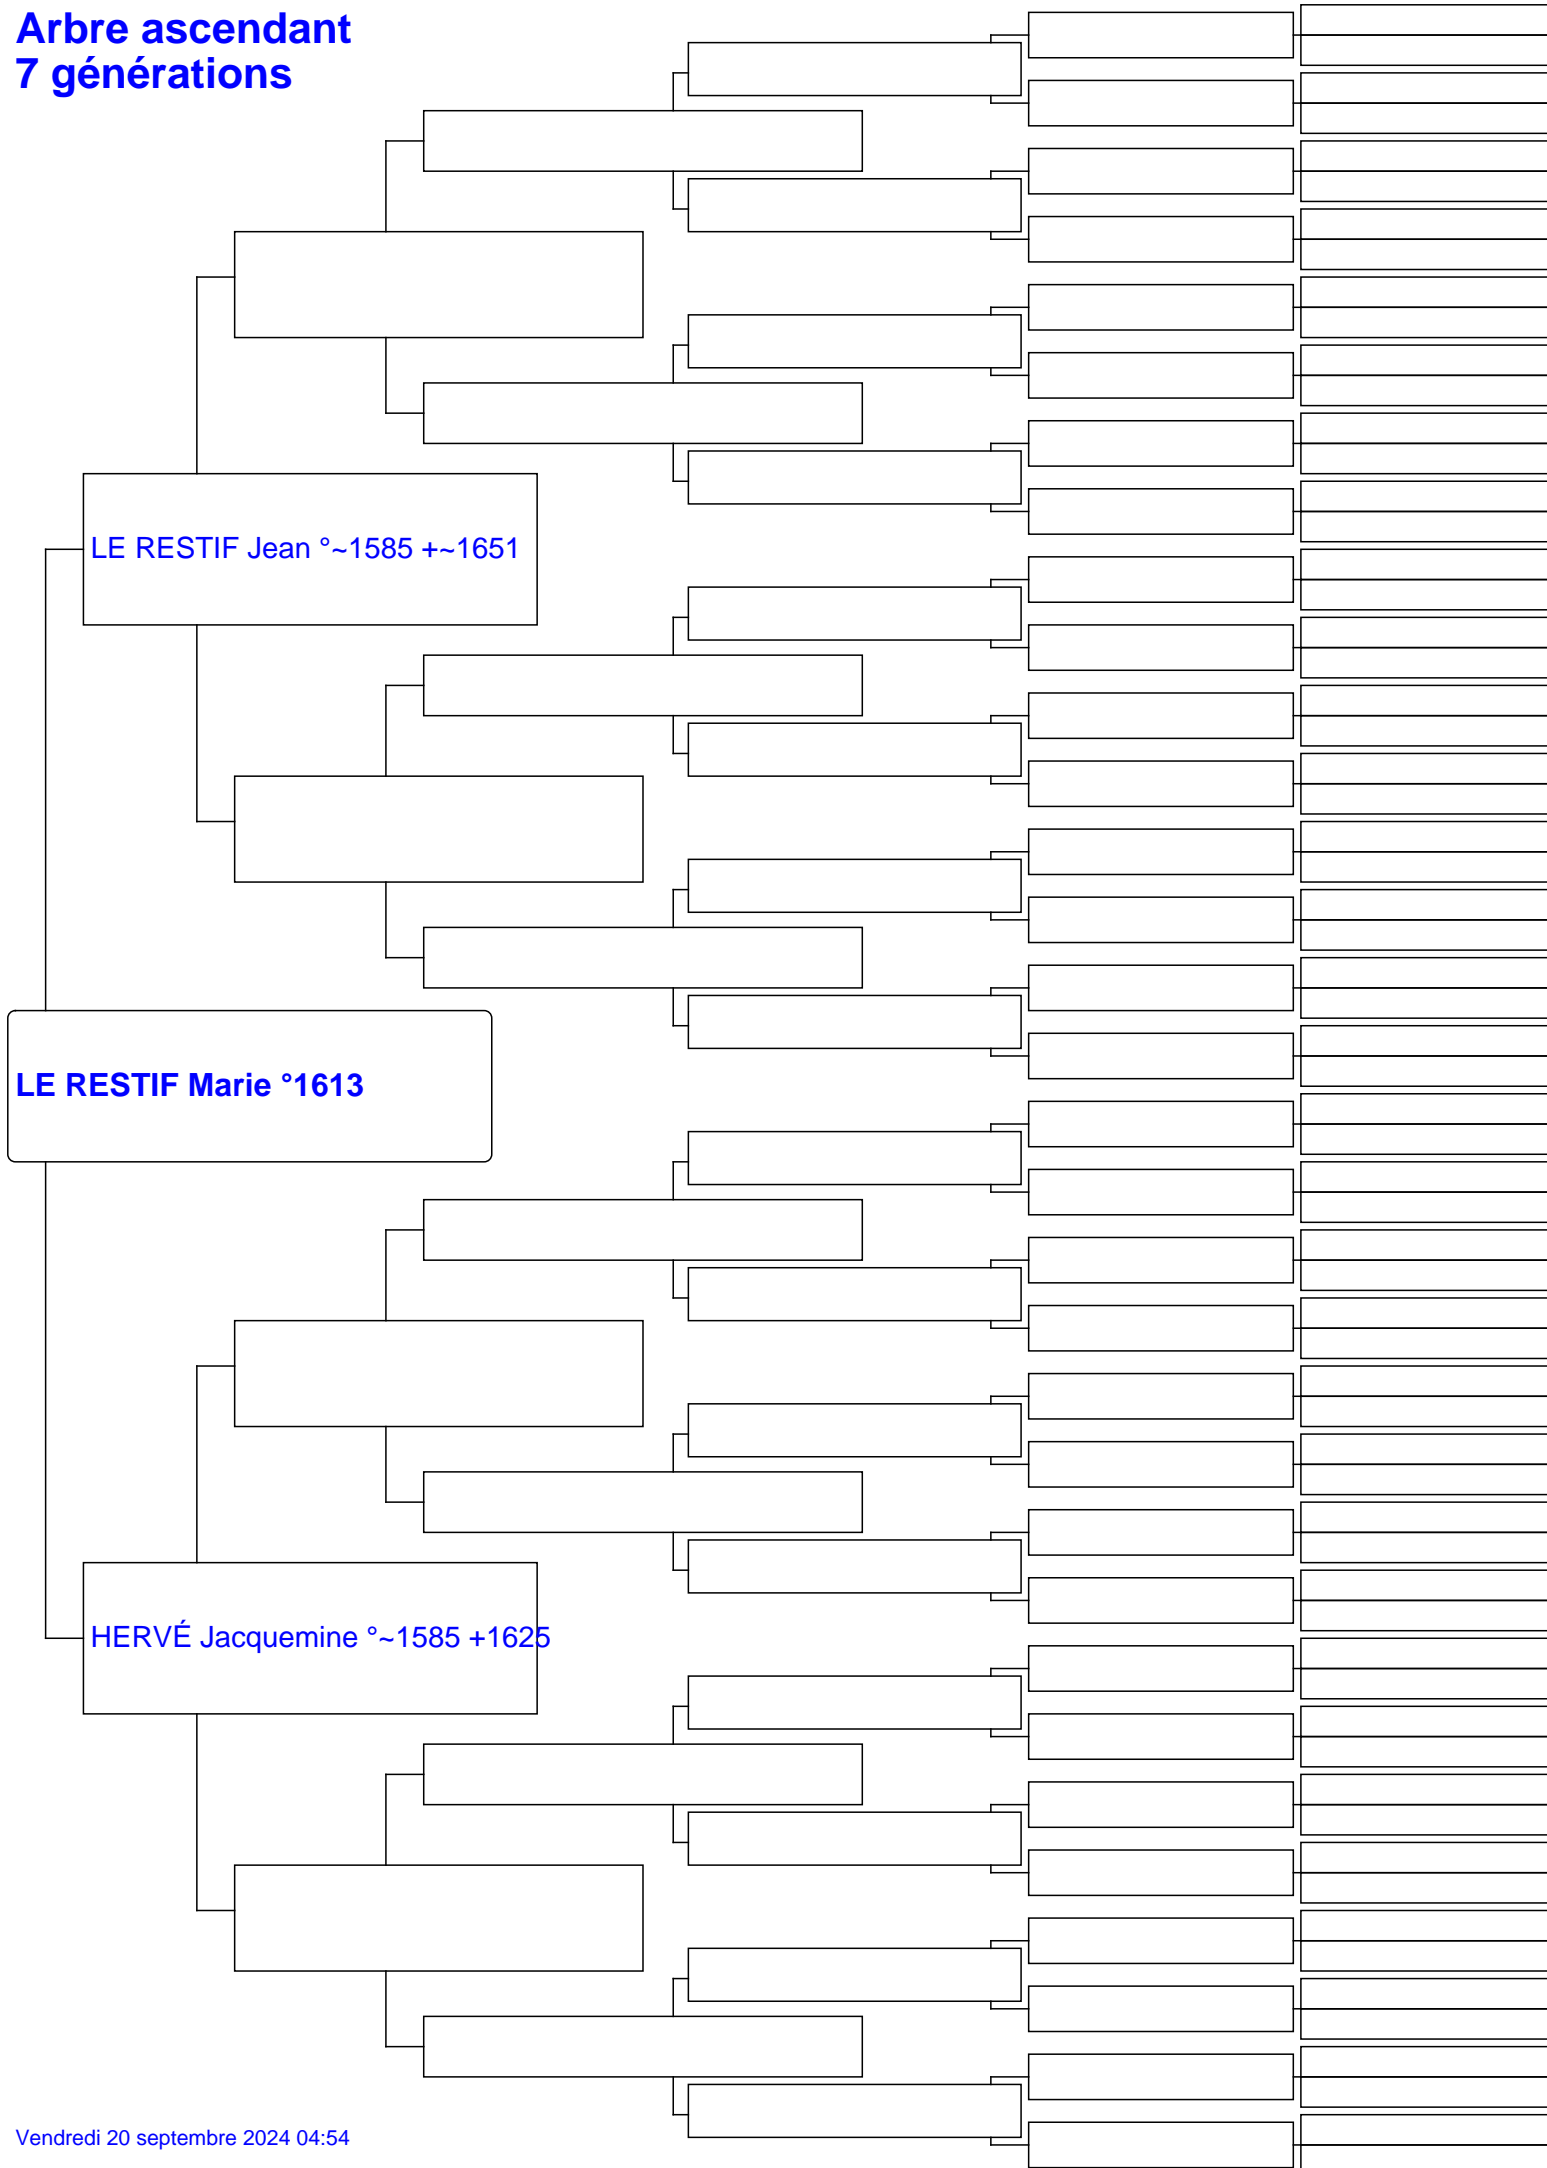 Arbre ascendant
7 générations
LE RESTIF Jean °~1585 +~1651
LE RESTIF Marie °1613
HERVÉ Jacquemine °~1585 +1625
Vendredi 20 septembre 2024 04:54